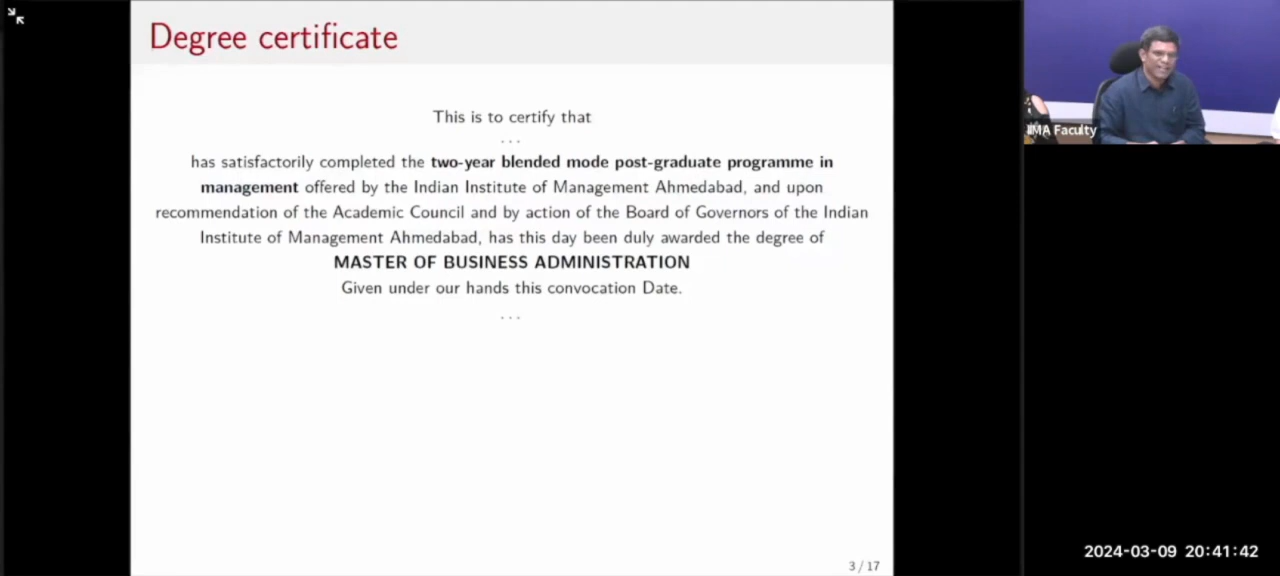 Degree certificate
This is to certify that
. . .
has satisfactorily completed the two-year blended mode post-graduate programme in
management offered by the Indian Institute of Management Ahmedabad, and upon
recommendation of the Academic Council and by action of the Board of Governors of the Indian
Institute of Management Ahmedabad, has this day been duly awarded the degree of
MASTER OF BUSINESS ADMINISTRATION
Given under our hands this convocation Date.
. . .
3 / 17
IIMA Faculty
2024-03-09 20:41:42